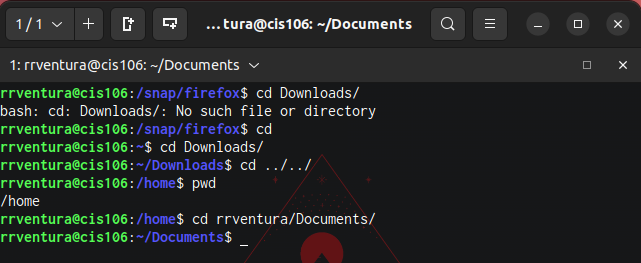 1 / 1
…tura@cis106: ~/Documents
1: rrventura@cis106: ~/Documents
rrventura@cis106:/snap/firefox$ cd Downloads/
bash: cd: Downloads/: No such file or directory
rrventura@cis106:/snap/firefox$ cd
rrventura@cis106:~$ cd Downloads/
rrventura@cis106:~/Downloads$ cd ../../
rrventura@cis106:/home$ pwd
/home
rrventura@cis106:/home$ cd rrventura/Documents/
rrventura@cis106:~/Documents$ _